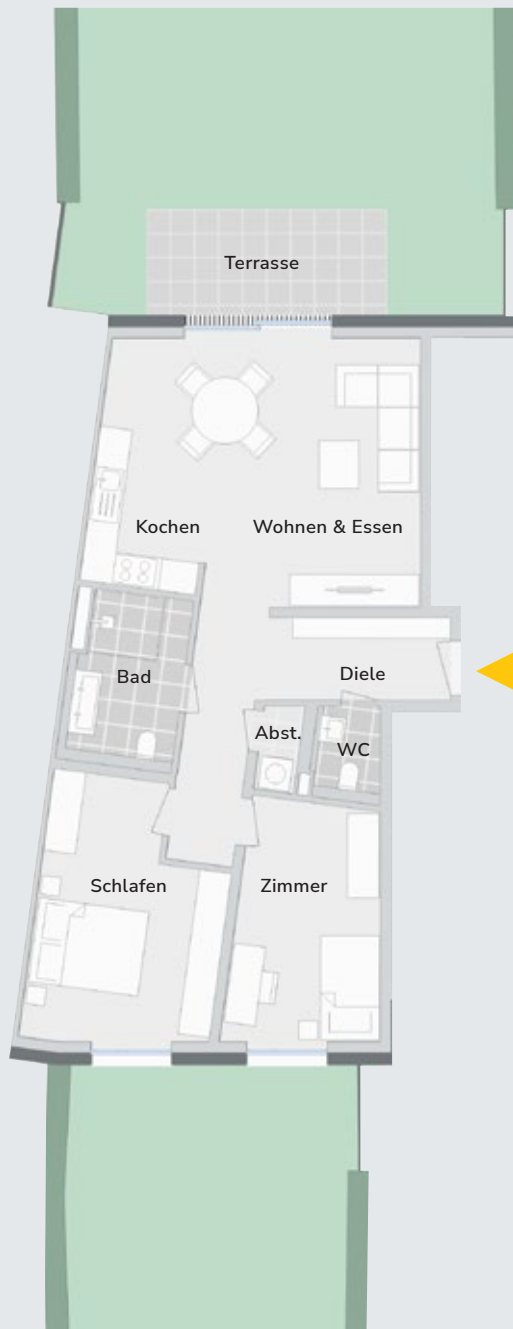 Terrasse
Kochen
Wohnen & Essen
Bad
Diele
Abst.
WC
Schlafen
Zimmer